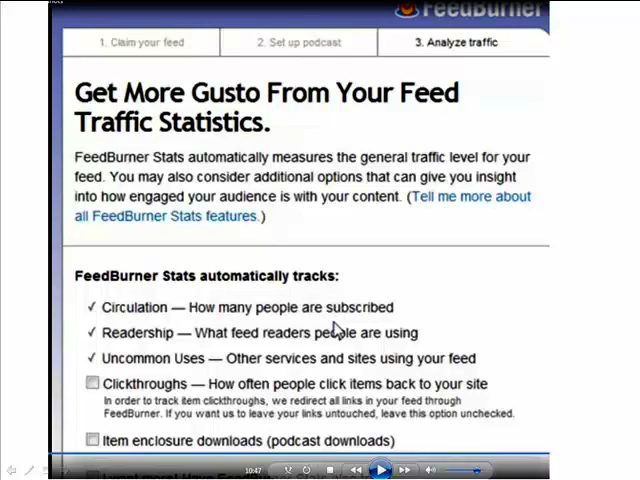 FeedBurner
1. Claim your feed
2. Set up podcast
3. Analyze traffic
Get More Gusto From Your Feed
Traffic Statistics.
FeedBurner Stats automatically measures the general traffic level for your
feed. You may also consider additional options that can give you insight
into how engaged your audience is with your content. (Tell me more about
all FeedBurner Stats features.)
FeedBurner Stats automatically tracks:
Circulation — How many people are subscribed
Readership — What feed readers people are using
Uncommon Uses — Other services and sites using your feed
Clickthroughs — How often people click items back to your site
In order to track item clickthroughs, we redirect all links in your feed through
FeedBurner. If you want us to leave your links untouched, leave this option unchecked.
Item enclosure downloads (podcast downloads)
I want more! Have FeedBurner Stats also
10:47